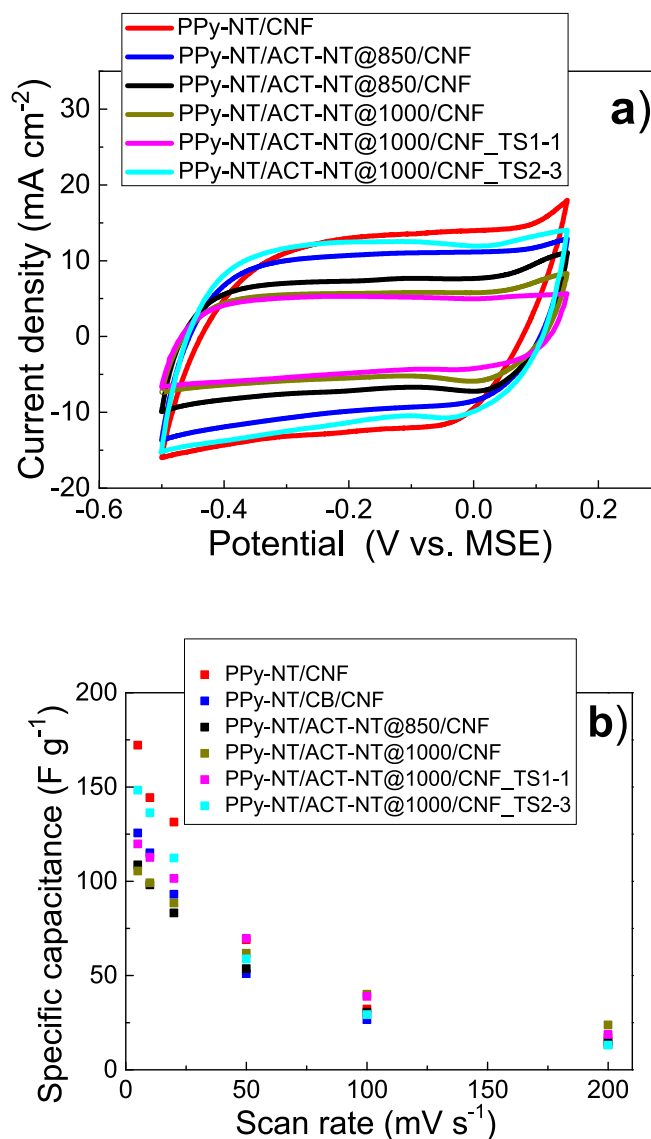 PPy-NT/CNF
PPy-NT/ACT-NT@850/CNF
PPy-NT/ACT-NT@850/CNF
PPy-NT/ACT-NT@1000/CNF
PPy-NT/ACT-NT@1000/CNF_TS1-1
PPy-NT/ACT-NT@1000/CNF_TS2-3
a)
Current density (mA cm⁻²)
30
20
10
0
-10
-20
-0.6 -0.4 -0.2 0.0 0.2
Potential (V vs. MSE)
PPy-NT/CNF
PPy-NT/CB/CNF
PPy-NT/ACT-NT@850/CNF
PPy-NT/ACT-NT@1000/CNF
PPy-NT/ACT-NT@1000/CNF_TS1-1
PPy-NT/ACT-NT@1000/CNF_TS2-3
b)
Specific capacitance (F g⁻¹)
200
150
100
50
0
0 50 100 150 200
Scan rate (mV s⁻¹)